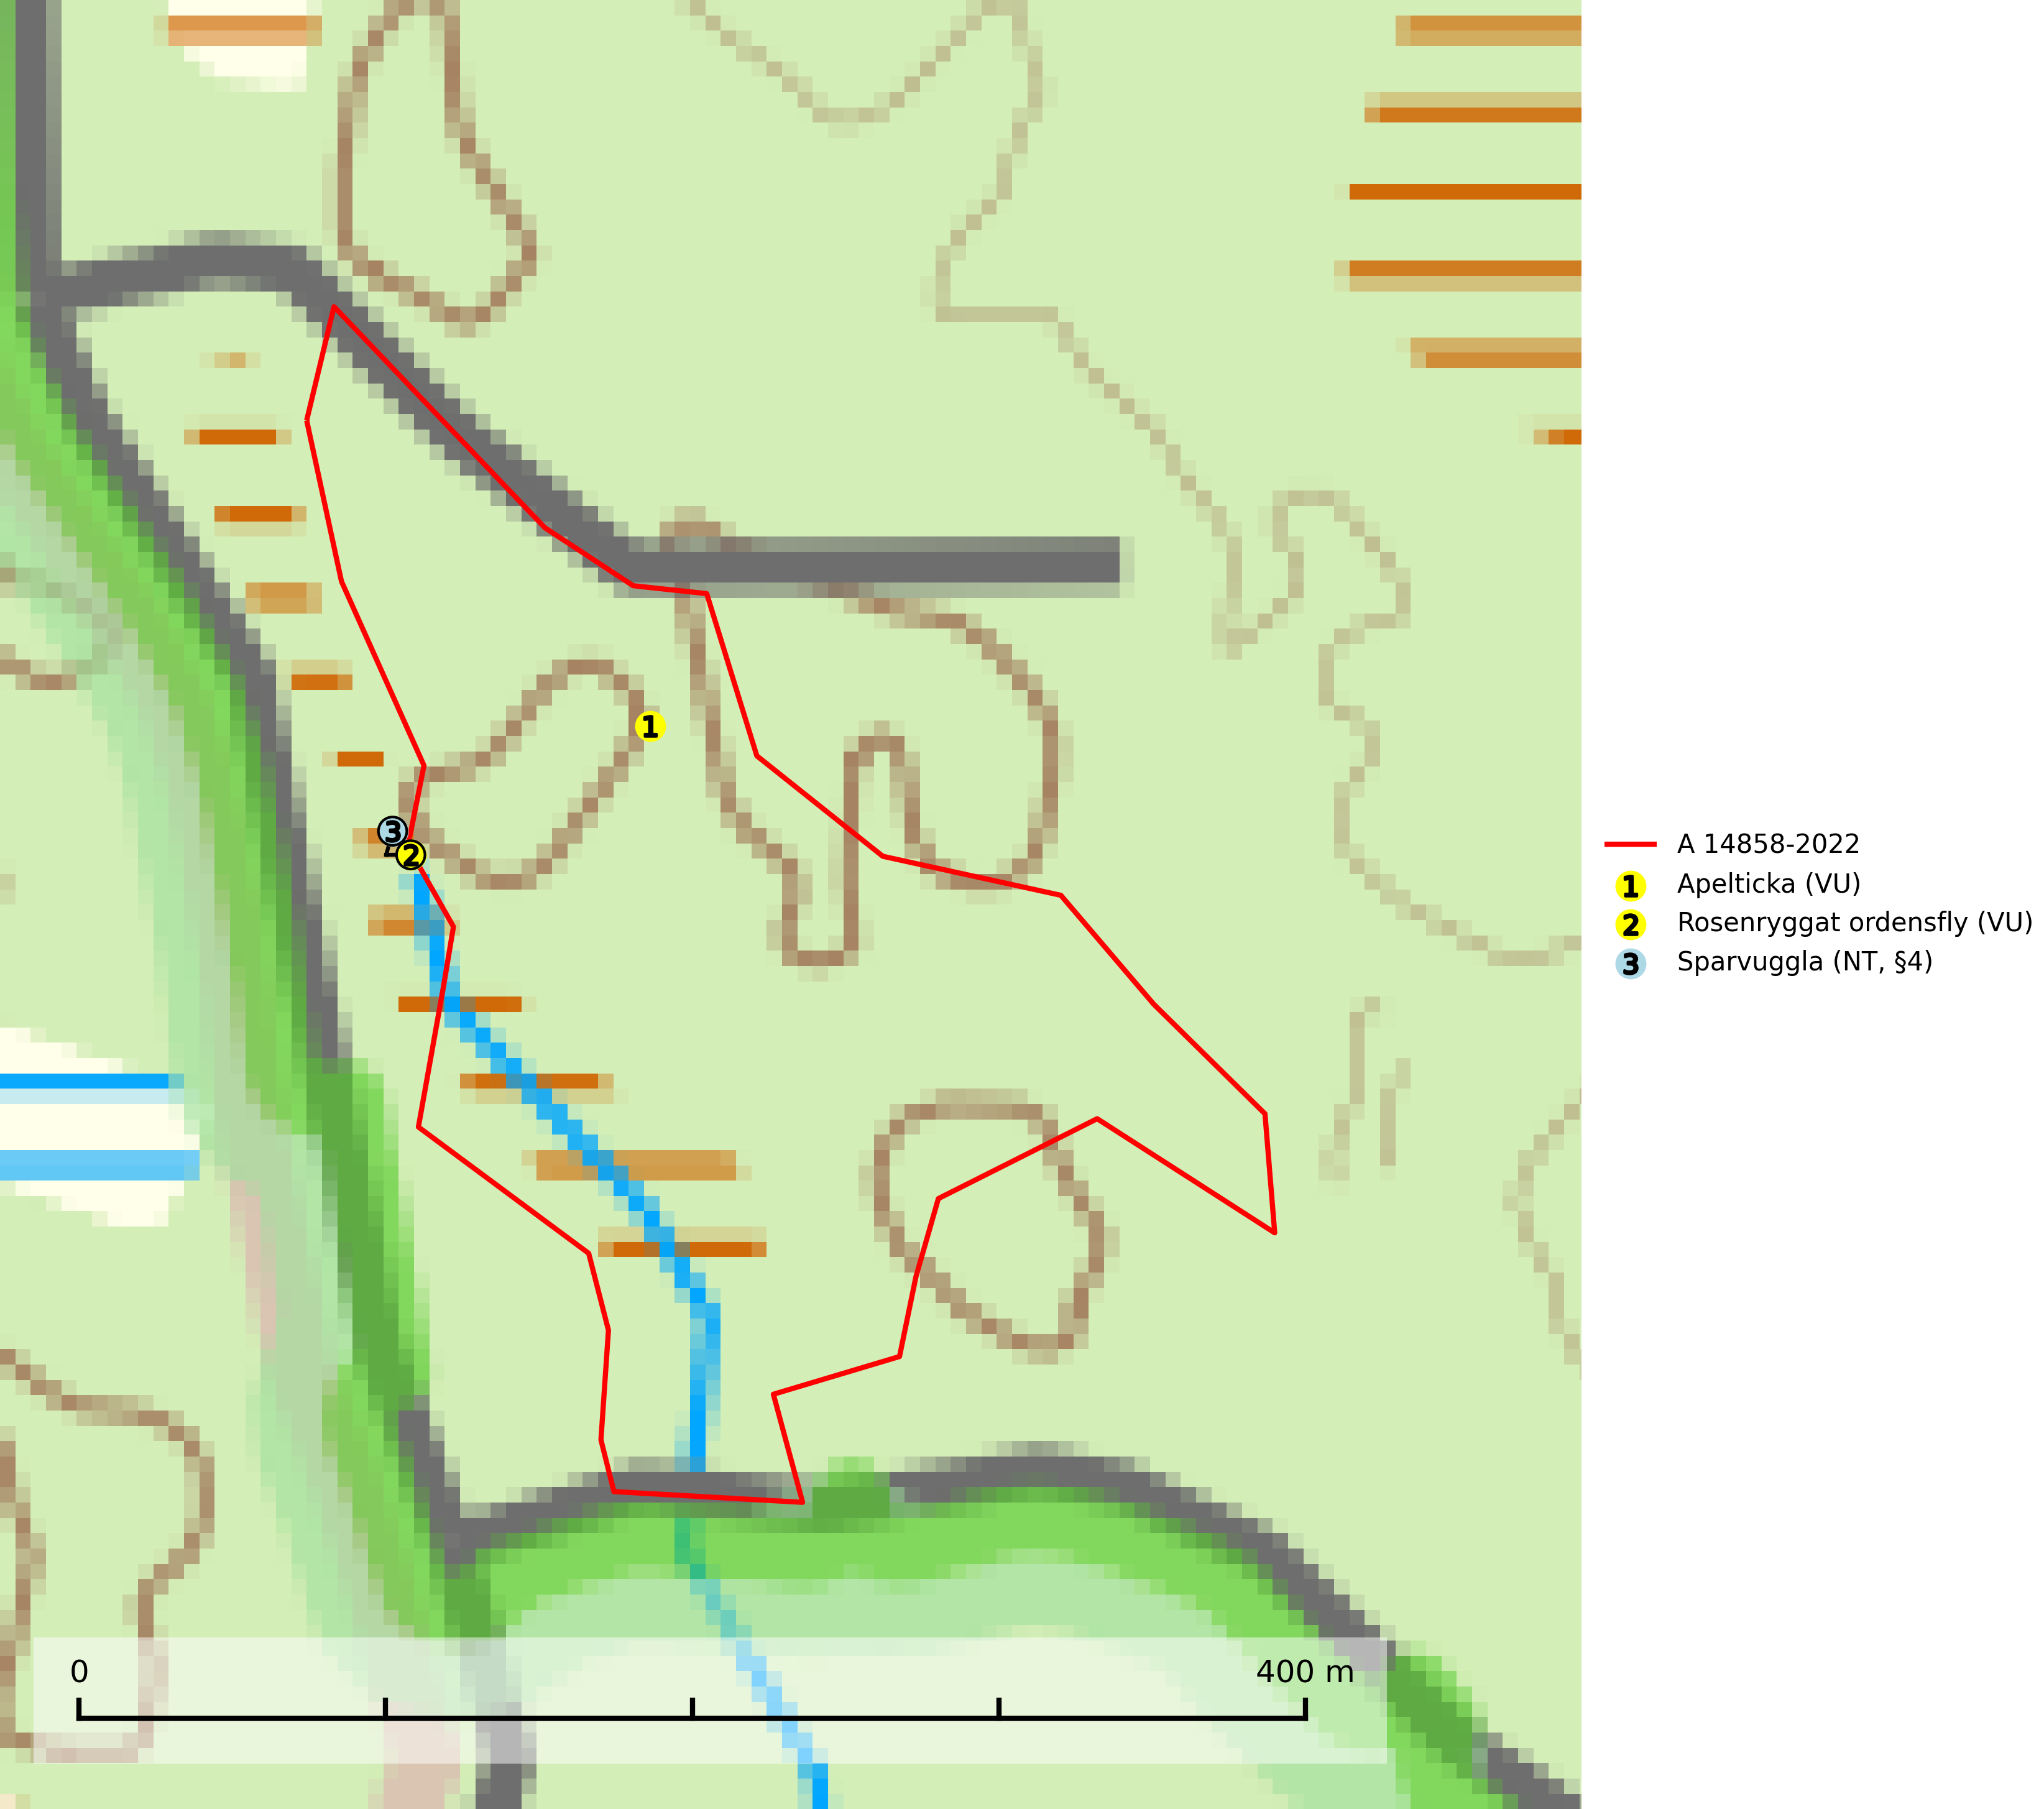 1
3
2
A 14858-2022
1 Apelticka (VU)
2 Rosenryggat ordensfly (VU)
3 Sparvuggla (NT, §4)
0 400 m